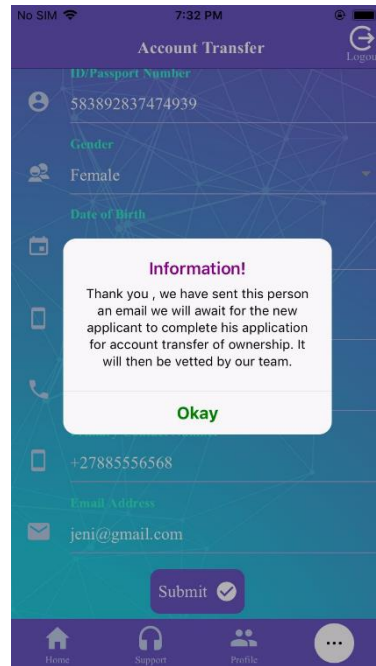 No SIM 7:32 PM
Account Transfer
Logout
ID/Passport Number
583892837474939
Gender
Female
Date of Birth
Information!
Thank you , we have sent this person
an email we will await for the new
applicant to complete his application
for account transfer of ownership. It
will then be vetted by our team.
Okay
+27885556568
Email Address
jeni@gmail.com
Submit
Home Support Profile